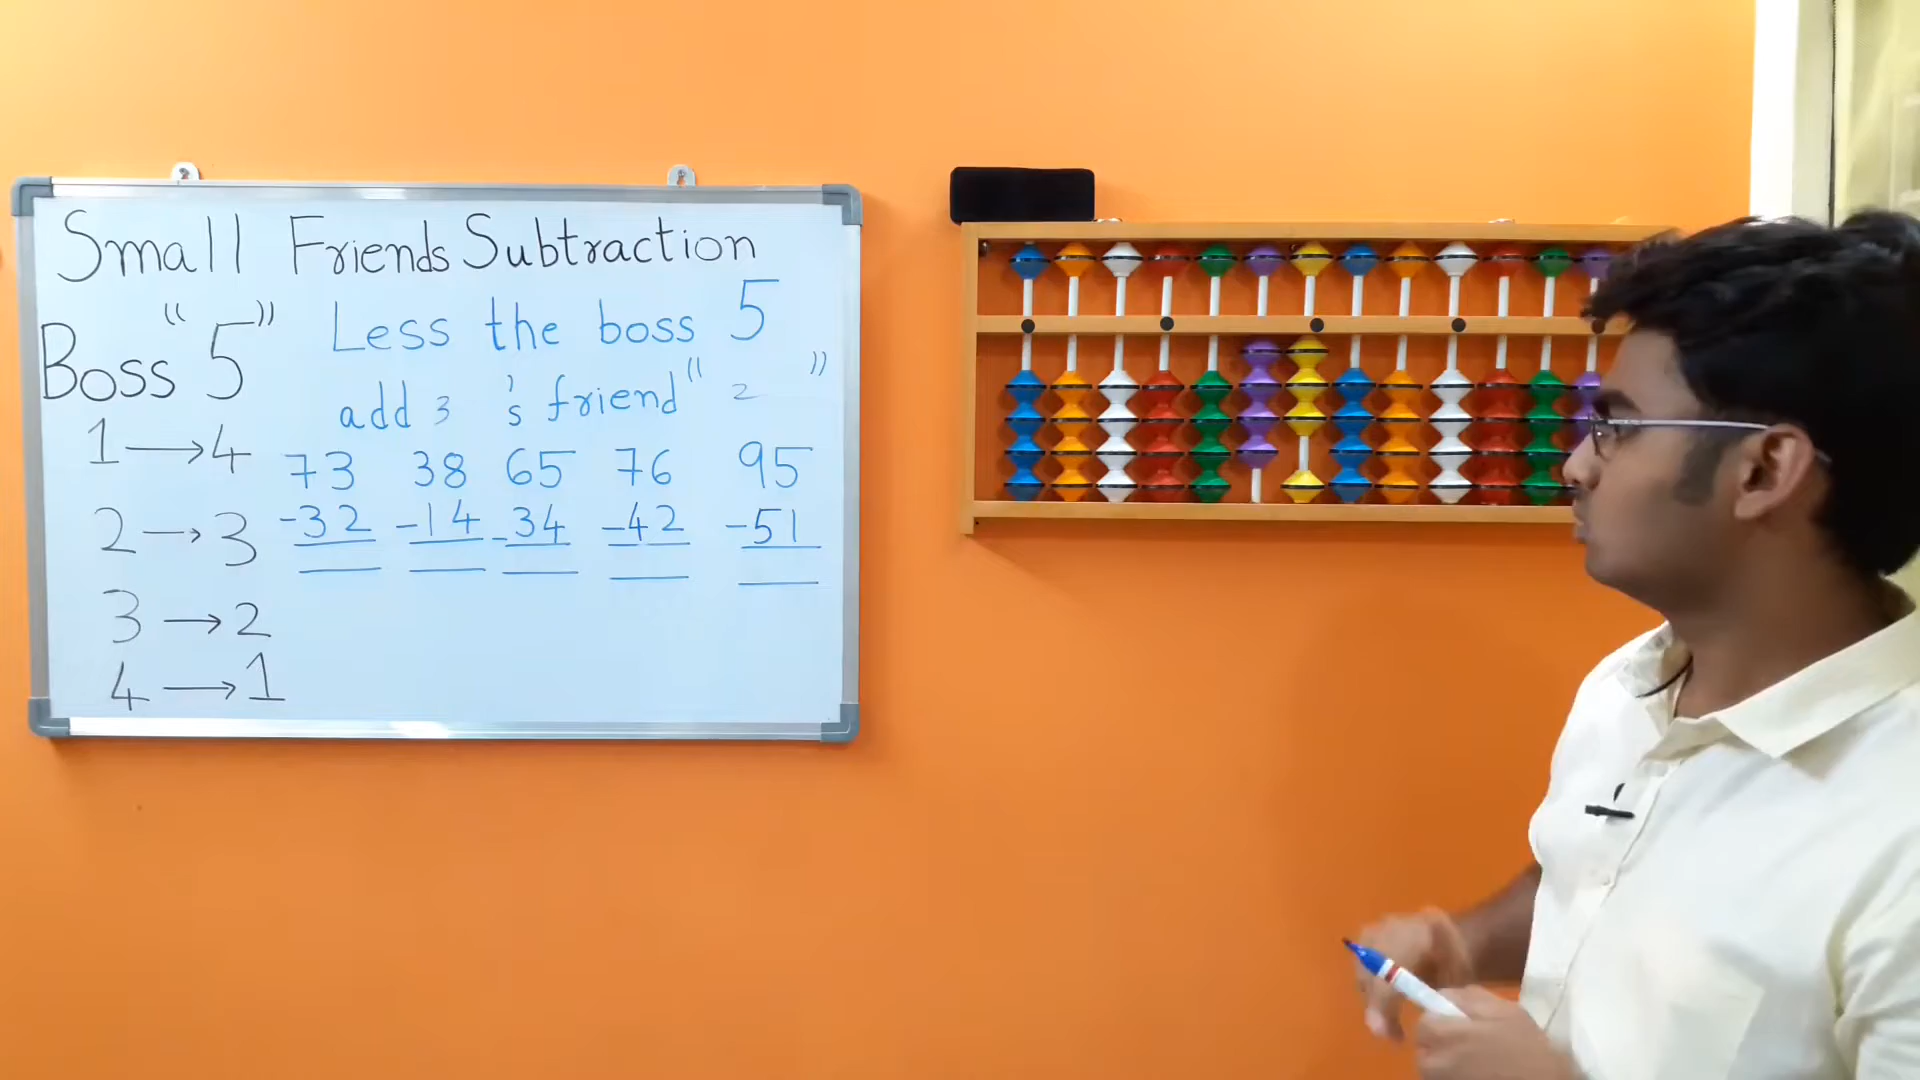 Small Friends Subtraction
Boss "5" Less the boss 5
add 3 's friend " 2 "
1→4 73 38 65 76 95
2→3 -32 -14 -34 -42 -51
3→2
4→1